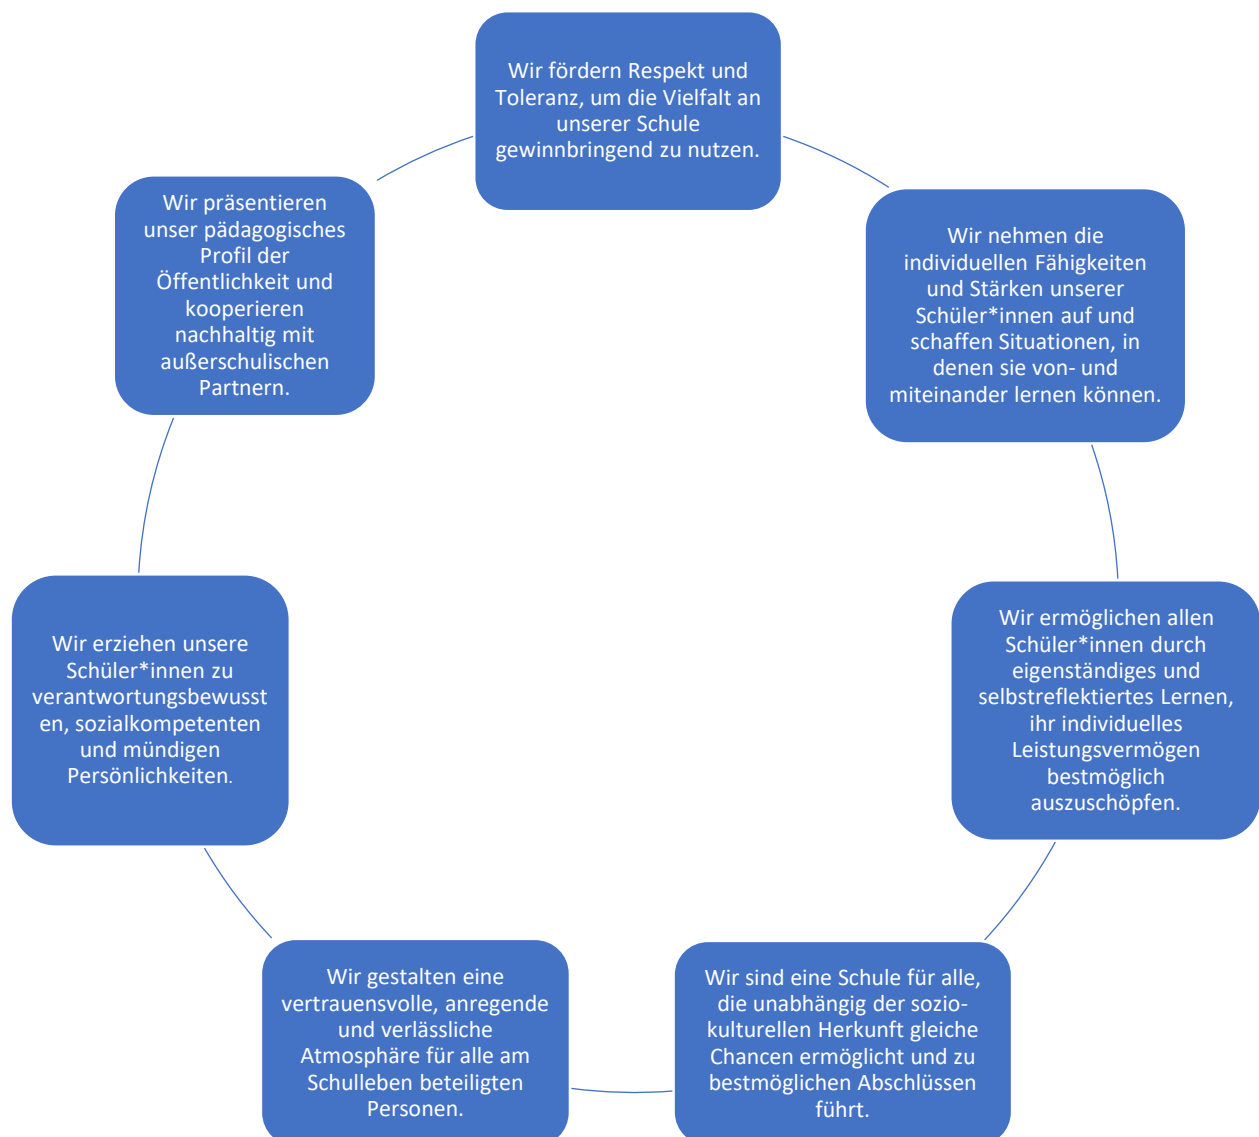 Wir fördern Respekt und
Toleranz, um die Vielfalt an
unserer Schule
gewinnbringend zu nutzen.
Wir nehmen die
individuellen Fähigkeiten
und Stärken unserer
Schüler*innen auf und
schaffen Situationen, in
denen sie von- und
miteinander lernen können.
Wir ermöglichen allen
Schüler*innen durch
eigenständiges und
selbstreflektiertes Lernen,
ihr individuelles
Leistungsvermögen
bestmöglich
auszuschöpfen.
Wir sind eine Schule für alle,
die unabhängig der sozio-
kulturellen Herkunft gleiche
Chancen ermöglicht und zu
bestmöglichen Abschlüssen
führt.
Wir gestalten eine
vertrauensvolle, anregende
und verlässliche
Atmosphäre für alle am
Schulleben beteiligten
Personen.
Wir erziehen unsere
Schüler*innen zu
verantwortungsbewusst
en, sozialkompetenten
und mündigen
Persönlichkeiten.
Wir präsentieren
unser pädagogisches
Profil der
Öffentlichkeit und
kooperieren
nachhaltig mit
außerschulischen
Partnern.